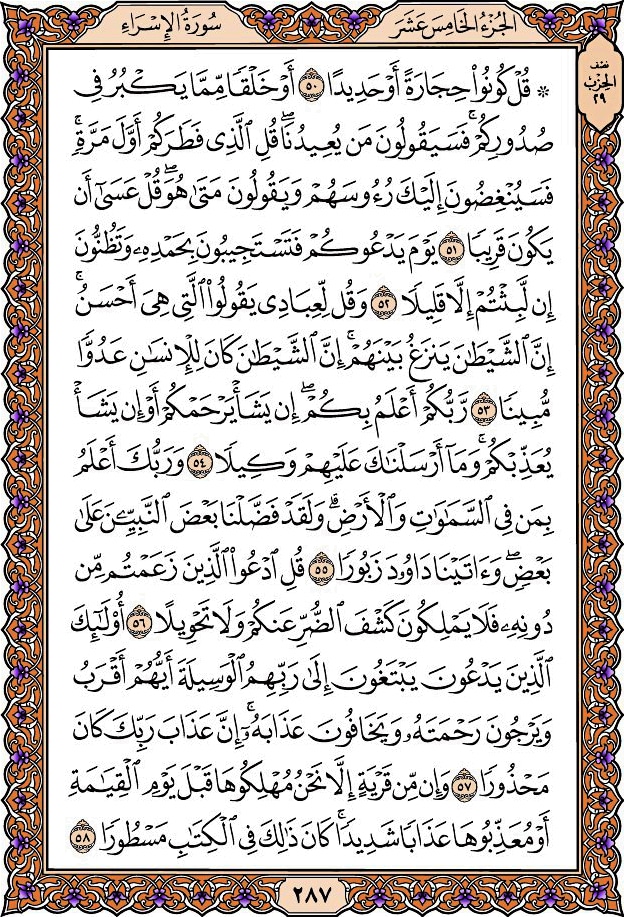 سُورَةُ الإِسْرَاءِ
الجُزْءُ الخَامِسَ عَشَرَ
نصف
الحزب
٢٩
۞ قُلْ كُونُوا۟ حِجَارَةً أَوْ حَدِيدًا ٥٠ أَوْ خَلْقًا مِّمَّا يَكْبُرُ فِى
صُدُورِكُمْ ۚ فَسَيَقُولُونَ مَن يُعِيدُنَا ۖ قُلِ ٱلَّذِى فَطَرَكُمْ أَوَّلَ مَرَّةٍ ۚ
فَسَيُنْغِضُونَ إِلَيْكَ رُءُوسَهُمْ وَيَقُولُونَ مَتَىٰ هُوَ ۖ قُلْ عَسَىٰٓ أَن
يَكُونَ قَرِيبًا ٥١ يَوْمَ يَدْعُوكُمْ فَتَسْتَجِيبُونَ بِحَمْدِهِۦ وَتَظُنُّونَ
إِن لَّبِثْتُمْ إِلَّا قَلِيلًا ٥٢ وَقُل لِّعِبَادِى يَقُولُوا۟ ٱلَّتِى هِىَ أَحْسَنُ ۚ
إِنَّ ٱلشَّيْطَٰنَ يَنزَغُ بَيْنَهُمْ ۚ إِنَّ ٱلشَّيْطَٰنَ كَانَ لِلْإِنسَٰنِ عَدُوًّا
مُّبِينًا ٥٣ رَّبُّكُمْ أَعْلَمُ بِكُمْ ۖ إِن يَشَأْ يَرْحَمْكُمْ أَوْ إِن يَشَأْ
يُعَذِّبْكُمْ ۚ وَمَآ أَرْسَلْنَٰكَ عَلَيْهِمْ وَكِيلًا ٥٤ وَرَبُّكَ أَعْلَمُ
بِمَن فِى ٱلسَّمَٰوَٰتِ وَٱلْأَرْضِ ۗ وَلَقَدْ فَضَّلْنَا بَعْضَ ٱلنَّبِيِّۦنَ عَلَىٰ
بَعْضٍ ۖ وَءَاتَيْنَا دَاوُۥدَ زَبُورًا ٥٥ قُلِ ٱدْعُوا۟ ٱلَّذِينَ زَعَمْتُم مِّن
دُونِهِۦ فَلَا يَمْلِكُونَ كَشْفَ ٱلضُّرِّ عَنكُمْ وَلَا تَحْوِيلًا ٥٦ أُو۟لَٰٓئِكَ
ٱلَّذِينَ يَدْعُونَ يَبْتَغُونَ إِلَىٰ رَبِّهِمُ ٱلْوَسِيلَةَ أَيُّهُمْ أَقْرَبُ
وَيَرْجُونَ رَحْمَتَهُۥ وَيَخَافُونَ عَذَابَهُۥٓ ۚ إِنَّ عَذَابَ رَبِّكَ كَانَ
مَحْذُورًا ٥٧ وَإِن مِّن قَرْيَةٍ إِلَّا نَحْنُ مُهْلِكُوهَا قَبْلَ يَوْمِ ٱلْقِيَٰمَةِ
أَوْ مُعَذِّبُوهَا عَذَابًا شَدِيدًا ۚ كَانَ ذَٰلِكَ فِى ٱلْكِتَٰبِ مَسْطُورًا ٥٨
٢٨٧